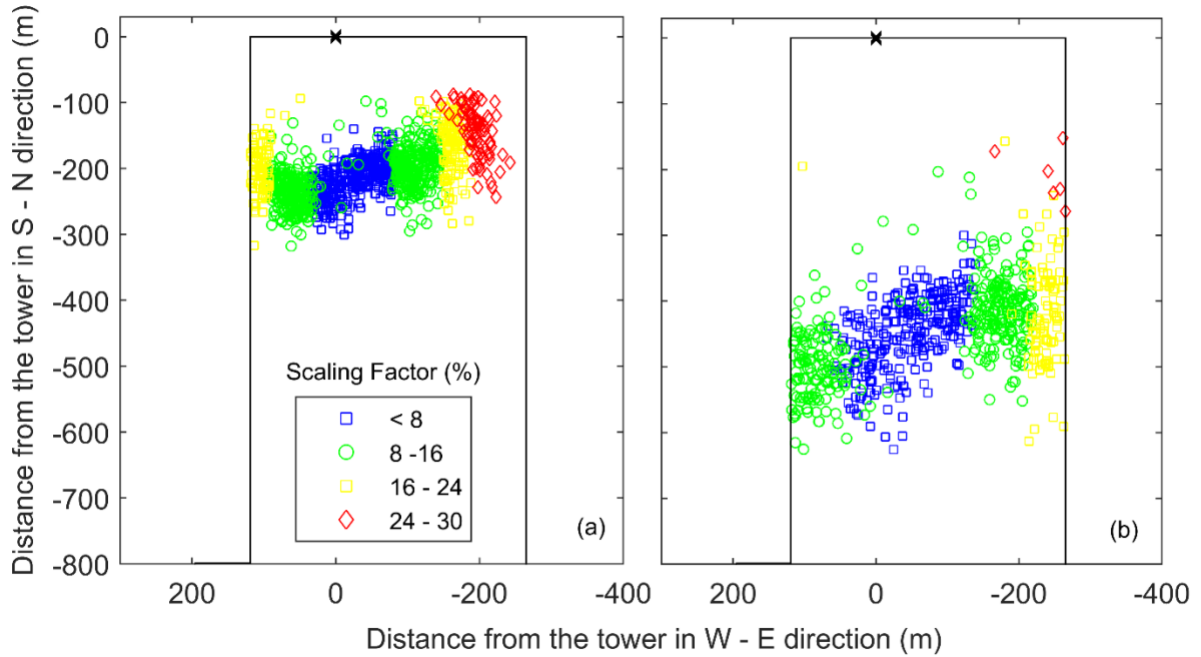 Distance from the tower in S - N direction (m)
0
-100
-200
-300
-400
-500
-600
-700
-800
Scaling Factor (%)
< 8
8 -16
16 - 24
24 - 30
(a)
(b)
200
0
-200
-400
200
0
-200
-400
Distance from the tower in W - E direction (m)